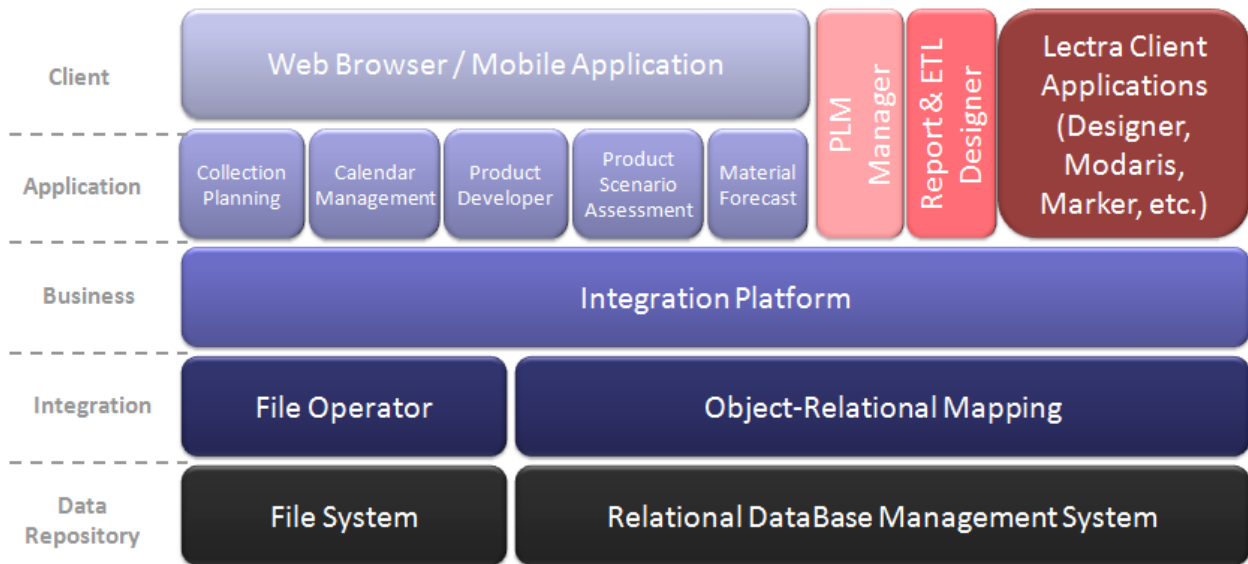 Client
Web Browser / Mobile Application
PLM
Manager
Report & ETL
Designer
Lectra Client
Applications
(Designer,
Modaris,
Marker, etc.)
Application
Collection
Planning
Calendar
Management
Product
Developer
Product
Scenario
Assessment
Material
Forecast
Business
Integration Platform
Integration
File Operator
Object-Relational Mapping
Data
Repository
File System
Relational DataBase Management System